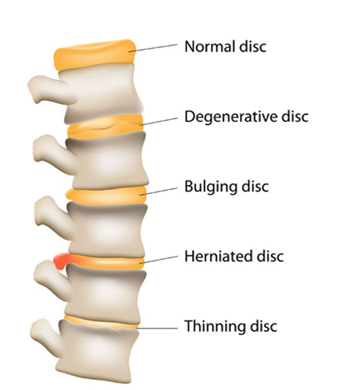 Normal disc
Degenerative disc
Bulging disc
Herniated disc
Thinning disc